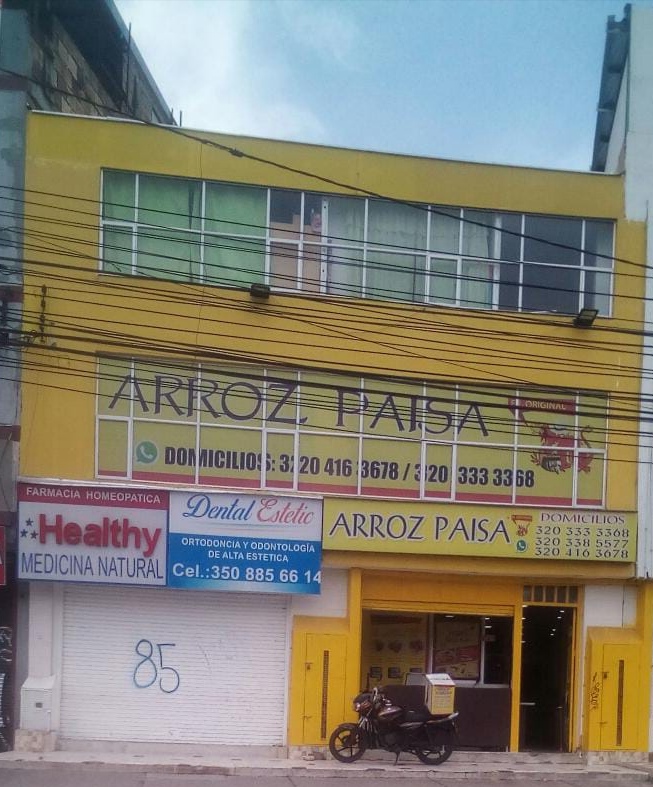 ARROZ PAISA
EL ORIGINAL
DOMICILIOS: 320 416 3678 / 320 333 3368
FARMACIA HOMEOPATICA
Healthy
MEDICINA NATURAL
Dental Estetic
ORTODONCIA Y ODONTOLOGÍA
DE ALTA ESTETICA
Cel.:350 885 66 14
ARROZ PAISA
DOMICILIOS
320 333 3368
320 338 5577
320 416 3678
85